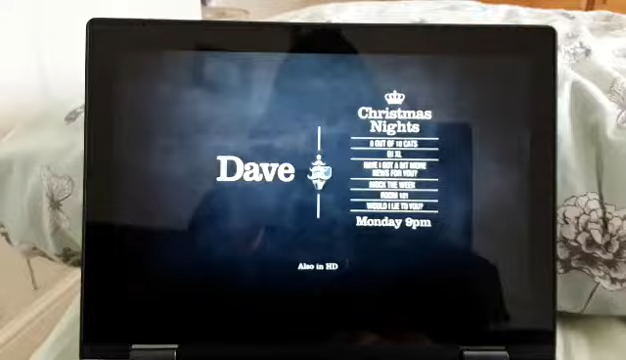 Dave
Christmas
Nights
8 OUT OF 10 CATS
QI XL
HAVE I GOT A BIT MORE
NEWS FOR YOU?
MOCK THE WEEK
ROOM 101
WOULD I LIE TO YOU?
Monday 9pm
Also in HD